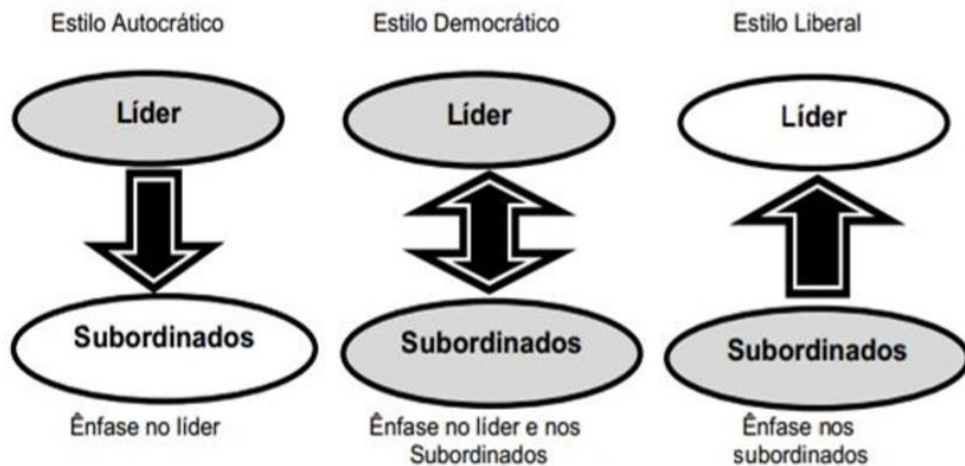 Estilo Autocrático
Estilo Democrático
Estilo Liberal
Líder
Líder
Líder
Subordinados
Subordinados
Subordinados
Ênfase no líder
Ênfase no líder e nos
Subordinados
Ênfase nos
subordinados